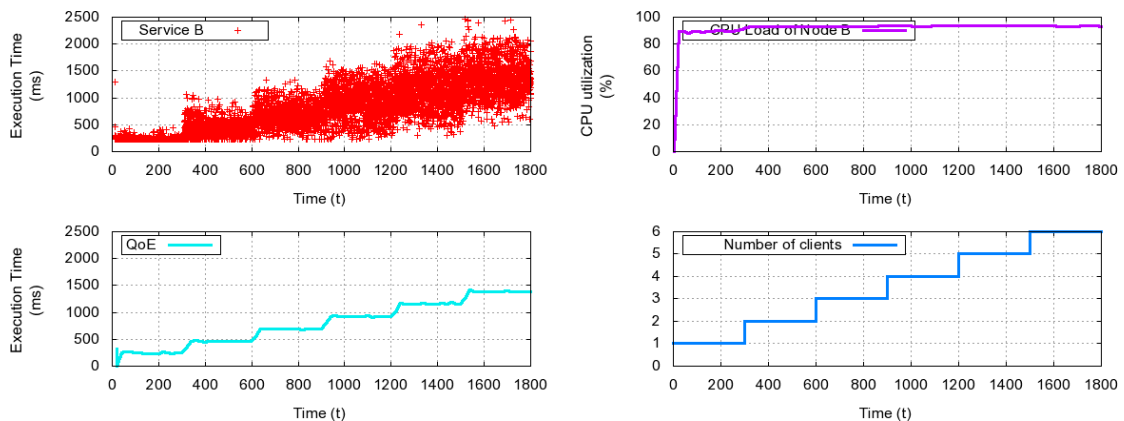 Execution Time
(ms)
2500
2000
1500
1000
500
0
Service B
0 200 400 600 800 1000 1200 1400 1600 1800
Time (t)
CPU utilization
(%)
100
80
60
40
20
0
CPU Load of Node B
0 200 400 600 800 1000 1200 1400 1600 1800
Time (t)
Execution Time
(ms)
2500
2000
1500
1000
500
0
QoE
0 200 400 600 800 1000 1200 1400 1600 1800
Time (t)
6
5
4
3
2
1
0
Number of clients
0 200 400 600 800 1000 1200 1400 1600 1800
Time (t)